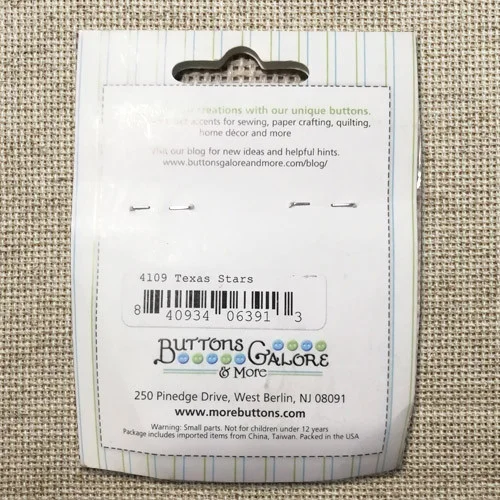 creations with our unique buttons.
accents for sewing, paper crafting, quilting,
home décor and more
our blog for new ideas and helpful hints.
www.buttonsgaloreandmore.com/blog/
4109 Texas Stars
8 40934 06391 3
BUTTONS GALORE
& More
250 Pinedge Drive, West Berlin, NJ 08091
www.morebuttons.com
Warning: Small parts. Not for children under 12 years
Package includes imported items from China, Taiwan. Packed in the USA